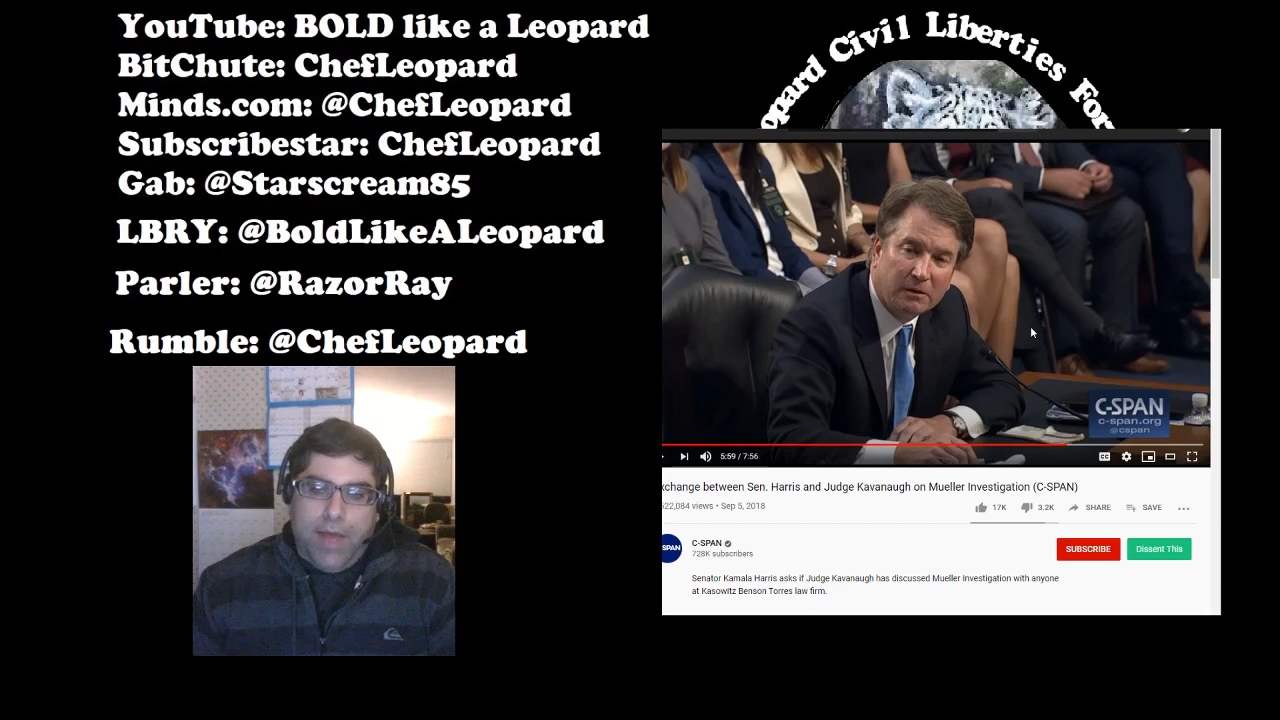 YouTube: BOLD like a Leopard
BitChute: ChefLeopard
Minds.com: @ChefLeopard
Subscribestar: ChefLeopard
Gab: @Starscream85
LBRY: @BoldLikeALeopard
Parler: @RazorRay
Rumble: @ChefLeopard
opard Civil Liberties For
C-SPAN
c-span.org
@cspan
5:59 / 7:56
xchange between Sen. Harris and Judge Kavanaugh on Mueller Investigation (C-SPAN)
22,084 views • Sep 5, 2018
17K
3.2K
SHARE
SAVE
SPAN
C-SPAN
728K subscribers
SUBSCRIBE
Dissent This
Senator Kamala Harris asks if Judge Kavanaugh has discussed Mueller Investigation with anyone
at Kasowitz Benson Torres law firm.